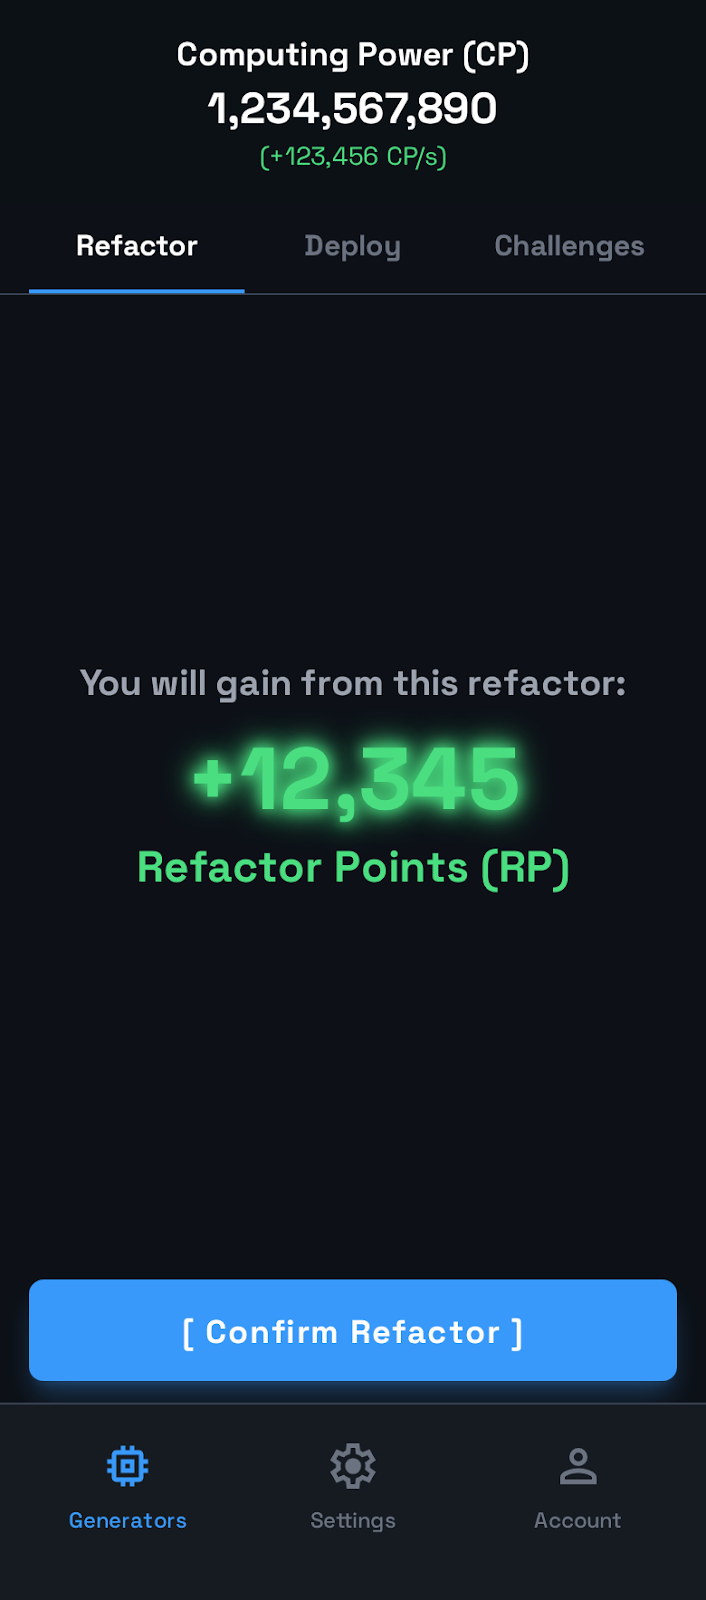 Computing Power (CP)
1,234,567,890
(+123,456 CP/s)
Refactor Deploy Challenges
You will gain from this refactor:
+12,345
Refactor Points (RP)
[ Confirm Refactor ]
Generators Settings Account